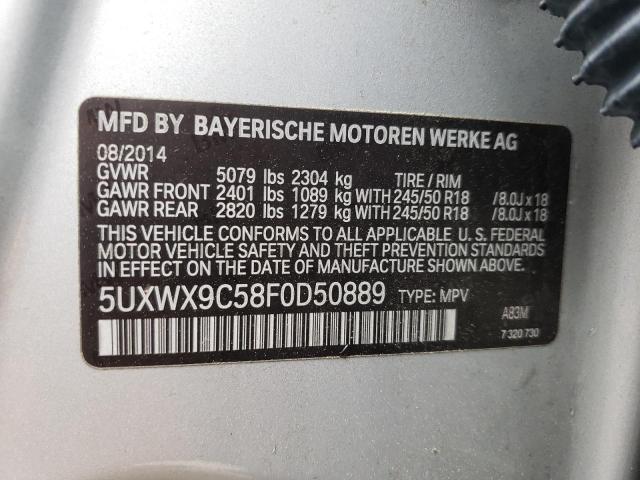 MFD BY BAYERISCHE MOTOREN WERKE AG
08/2014
GVWR 5079 lbs 2304 kg TIRE / RIM
GAWR FRONT 2401 lbs 1089 kg WITH 245/50 R18 /8.0J x 18
GAWR REAR 2820 lbs 1279 kg WITH 245/50 R18 /8.0J x 18
THIS VEHICLE CONFORMS TO ALL APPLICABLE U. S. FEDERAL
MOTOR VEHICLE SAFETY AND THEFT PREVENTION STANDARDS
IN EFFECT ON THE DATE OF MANUFACTURE SHOWN ABOVE.
5UXWX9C58F0D50889 TYPE: MPV
A83M
7 320 730